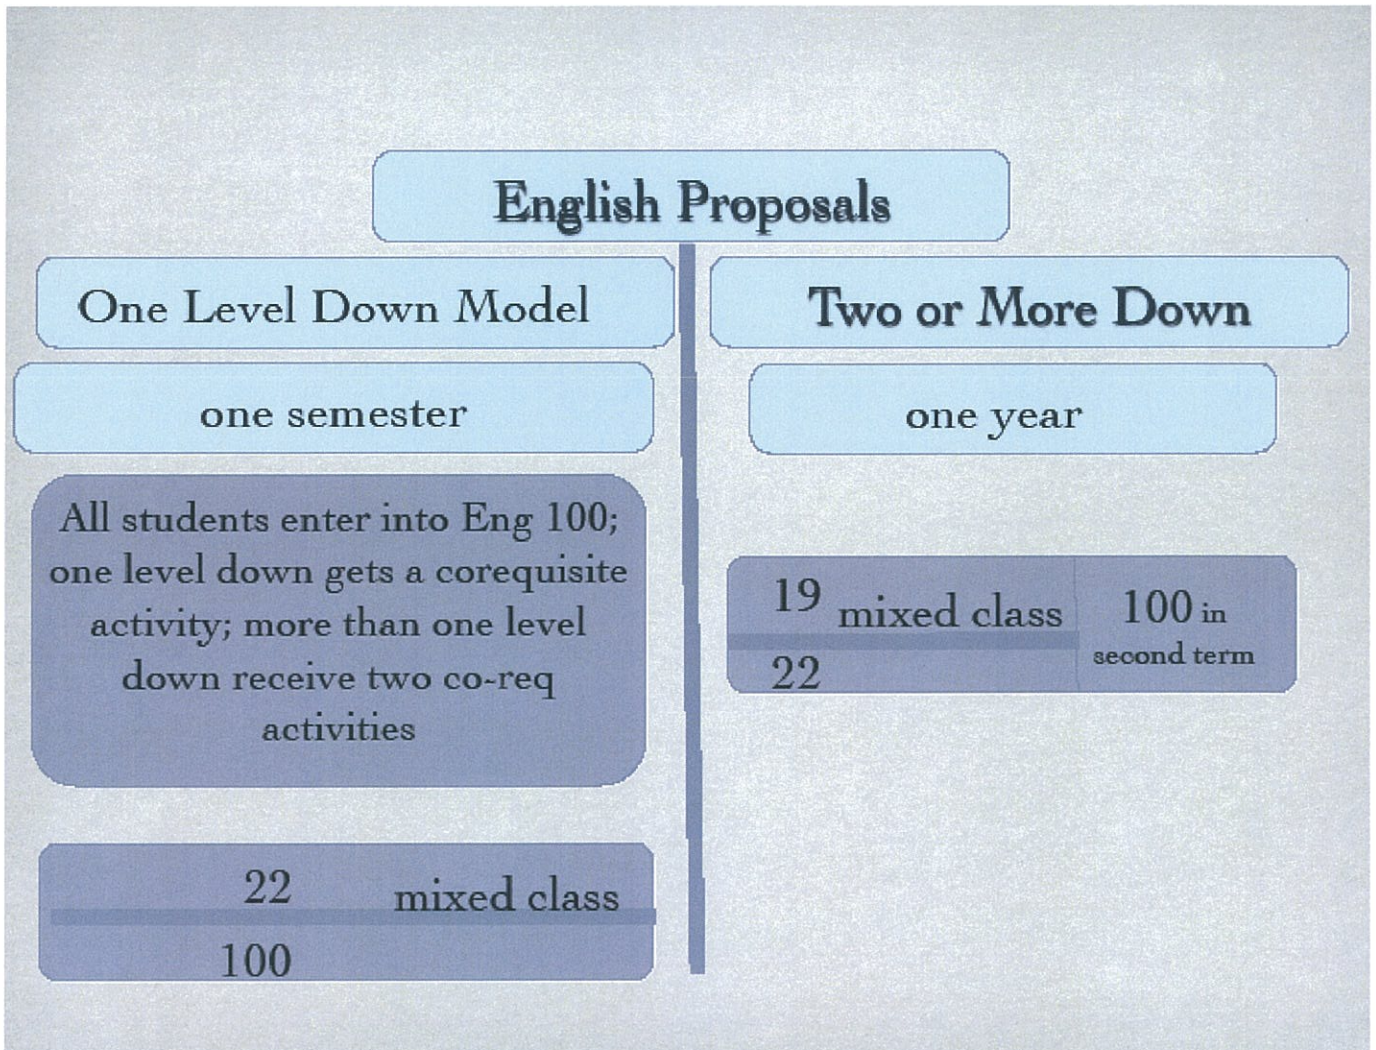 English Proposals
One Level Down Model
one semester
All students enter into Eng 100;
one level down gets a corequisite
activity; more than one level
down receive two co-req
activities
22 mixed class
100
Two or More Down
one year
19 mixed class
22
100 in
second term